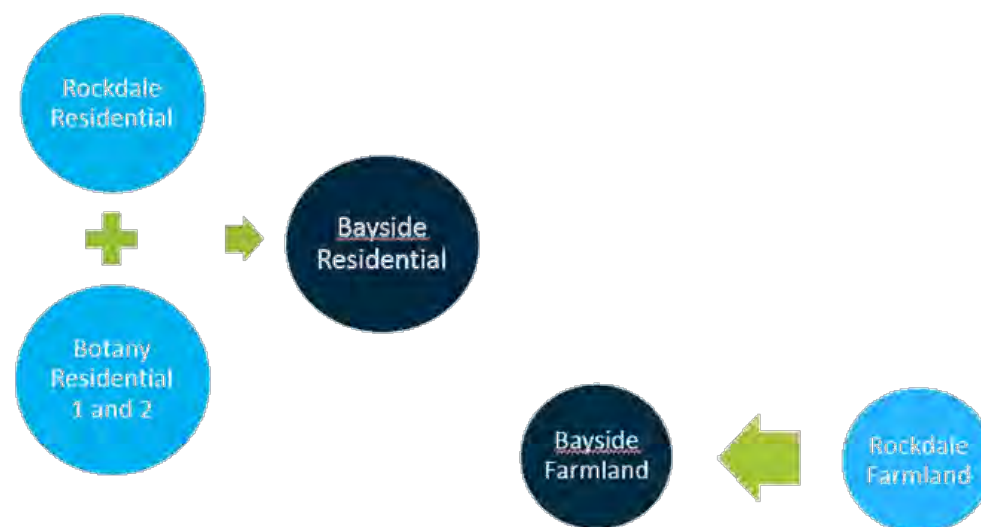 Rockdale
Residential
Bayside
Residential
Botany
Residential
1 and 2
Bayside
Farmland
Rockdale
Farmland